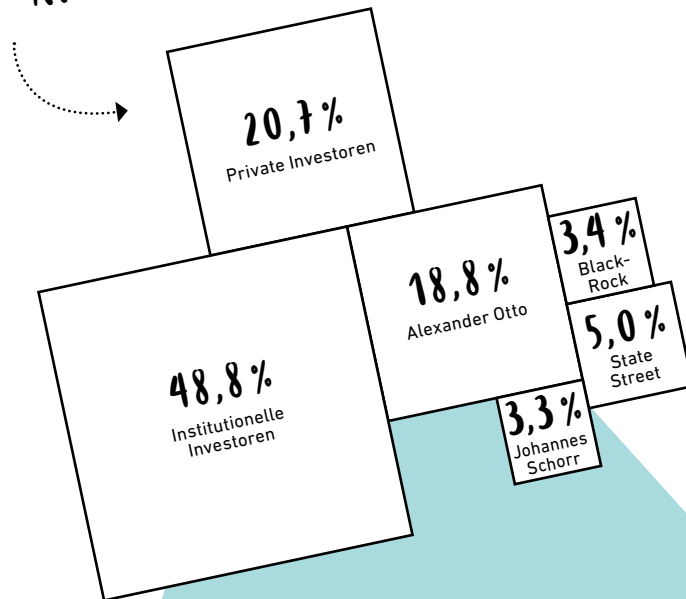 20,7 %
Private Investoren
18,8 %
Alexander Otto
3,4 %
Black-
Rock
5,0 %
State
Street
48,8 %
Institutionelle
Investoren
3,3 %
Johannes
Schorr